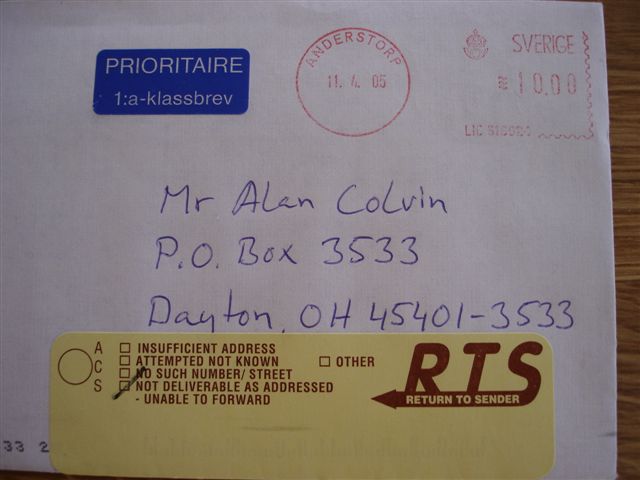 PRIORITAIRE
1:a-klassbrev
ANDERSTORP
11. 4. 05
SVERIGE
10.00
Mr Alan Colvin
P.O. Box 3533
Dayton, OH 45401-3533
A C S
INSUFFICIENT ADDRESS
ATTEMPTED NOT KNOWN
OTHER
NO SUCH NUMBER/ STREET
NOT DELIVERABLE AS ADDRESSED
- UNABLE TO FORWARD
RTS
RETURN TO SENDER
33 2